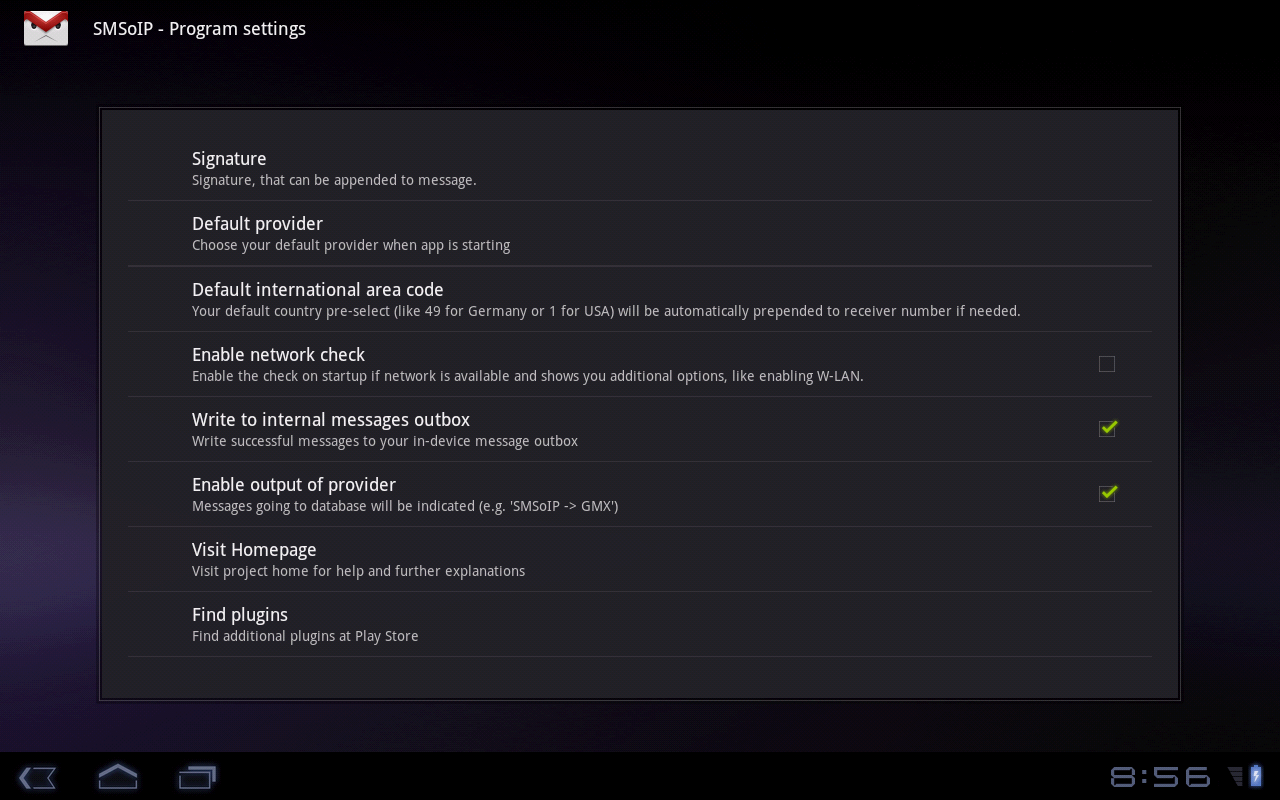 SMSoIP - Program settings
Signature
Signature, that can be appended to message.
Default provider
Choose your default provider when app is starting
Default international area code
Your default country pre-select (like 49 for Germany or 1 for USA) will be automatically prepended to receiver number if needed.
Enable network check
Enable the check on startup if network is available and shows you additional options, like enabling W-LAN.
Write to internal messages outbox
Write successful messages to your in-device message outbox
Enable output of provider
Messages going to database will be indicated (e.g. 'SMSoIP -> GMX')
Visit Homepage
Visit project home for help and further explanations
Find plugins
Find additional plugins at Play Store
8:56